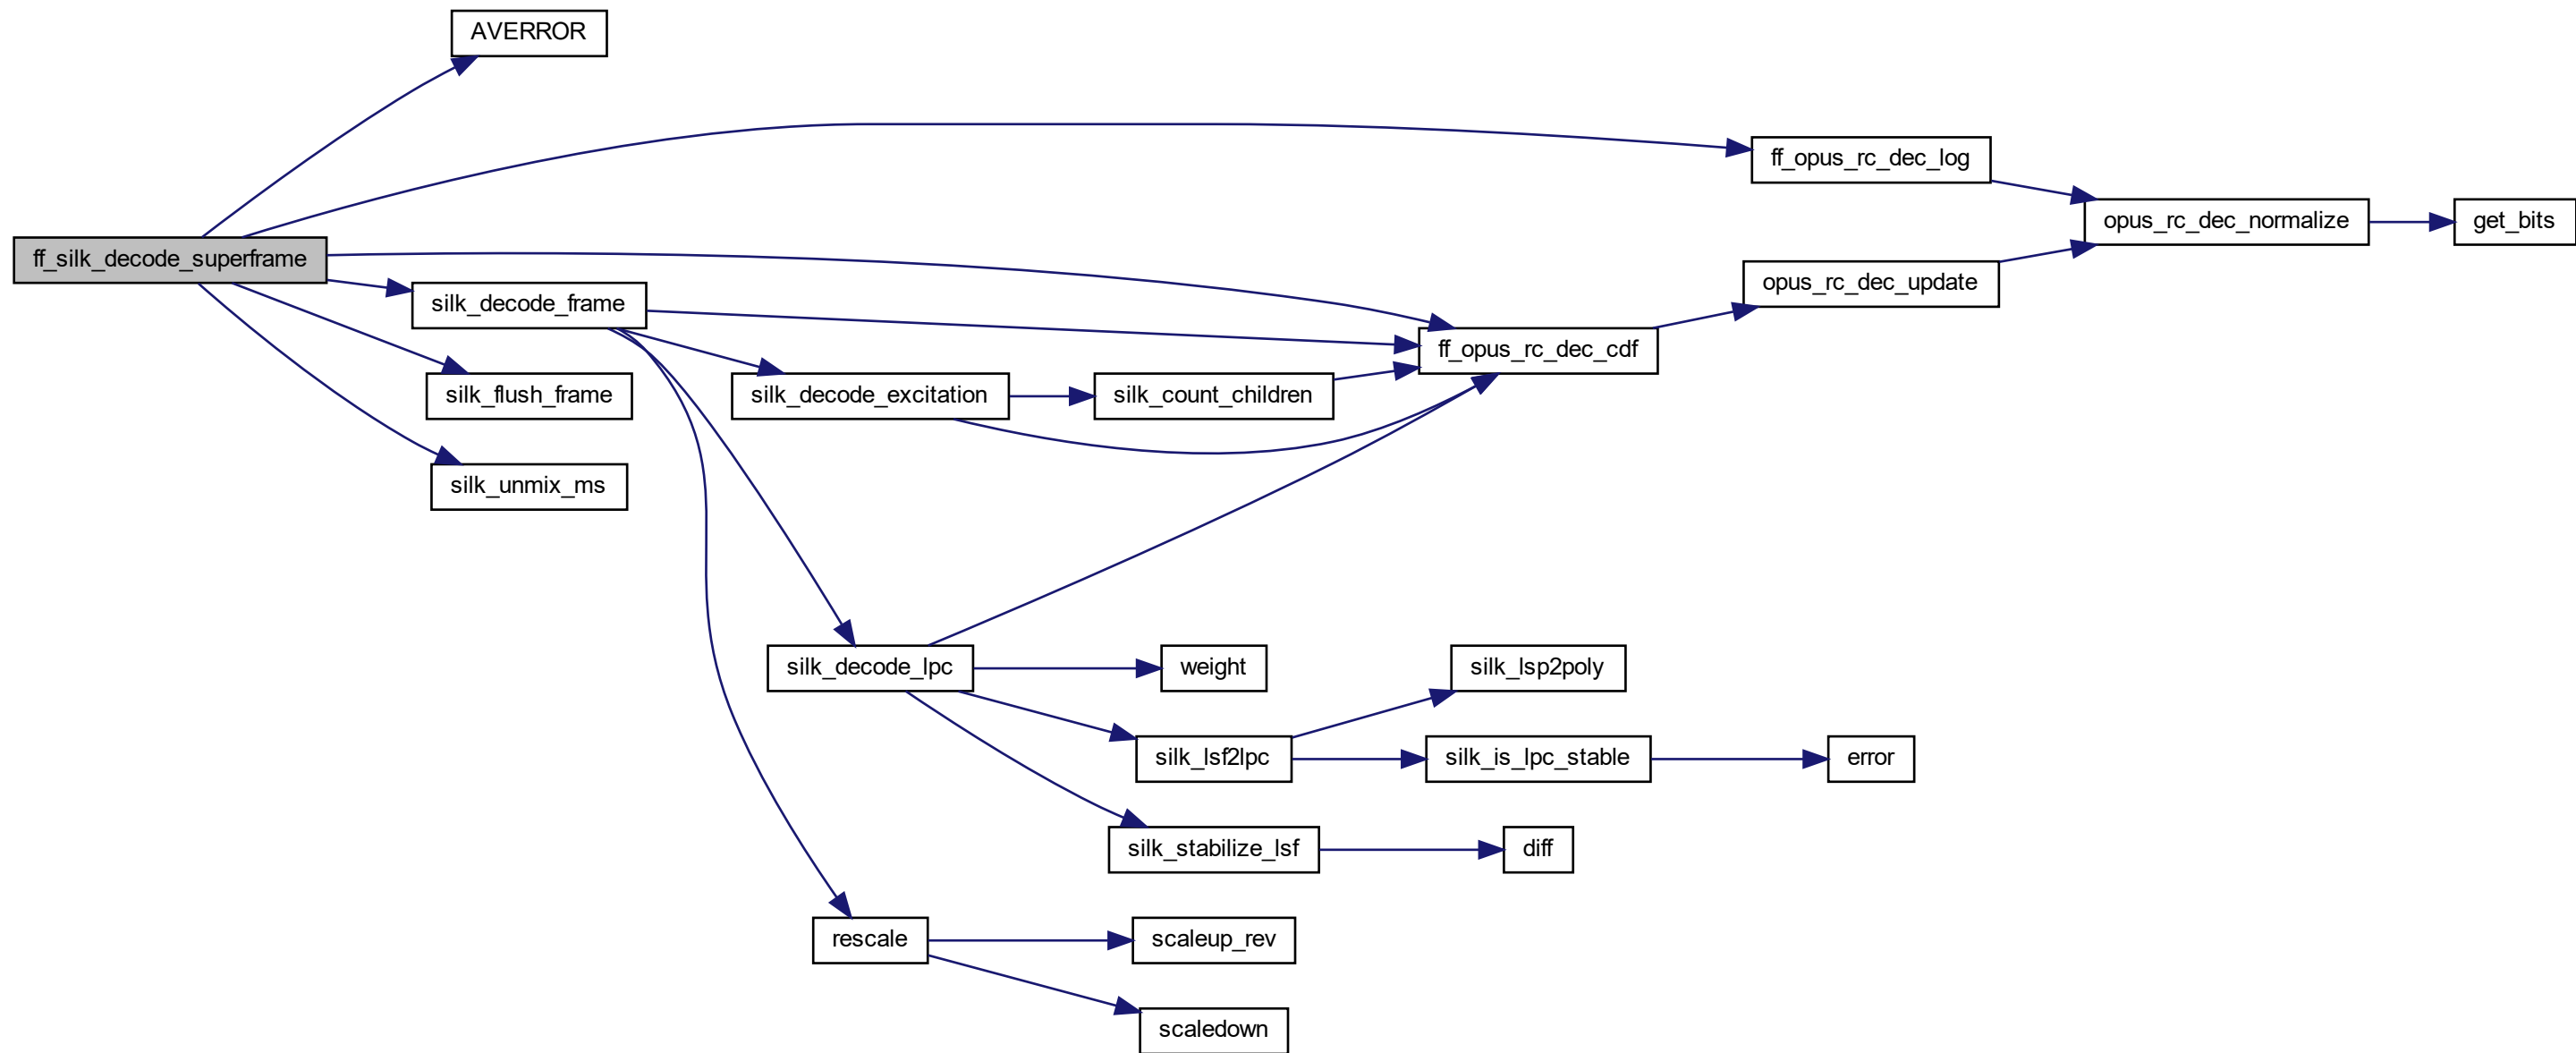 AVERROR
ff_opus_rc_dec_log
opus_rc_dec_normalize
get_bits
ff_silk_decode_superframe
opus_rc_dec_update
silk_decode_frame
ff_opus_rc_dec_cdf
silk_flush_frame
silk_decode_excitation
silk_count_children
silk_unmix_ms
silk_decode_lpc
weight
silk_lsp2poly
silk_lsf2lpc
silk_is_lpc_stable
error
silk_stabilize_lsf
diff
rescale
scaleup_rev
scaledown